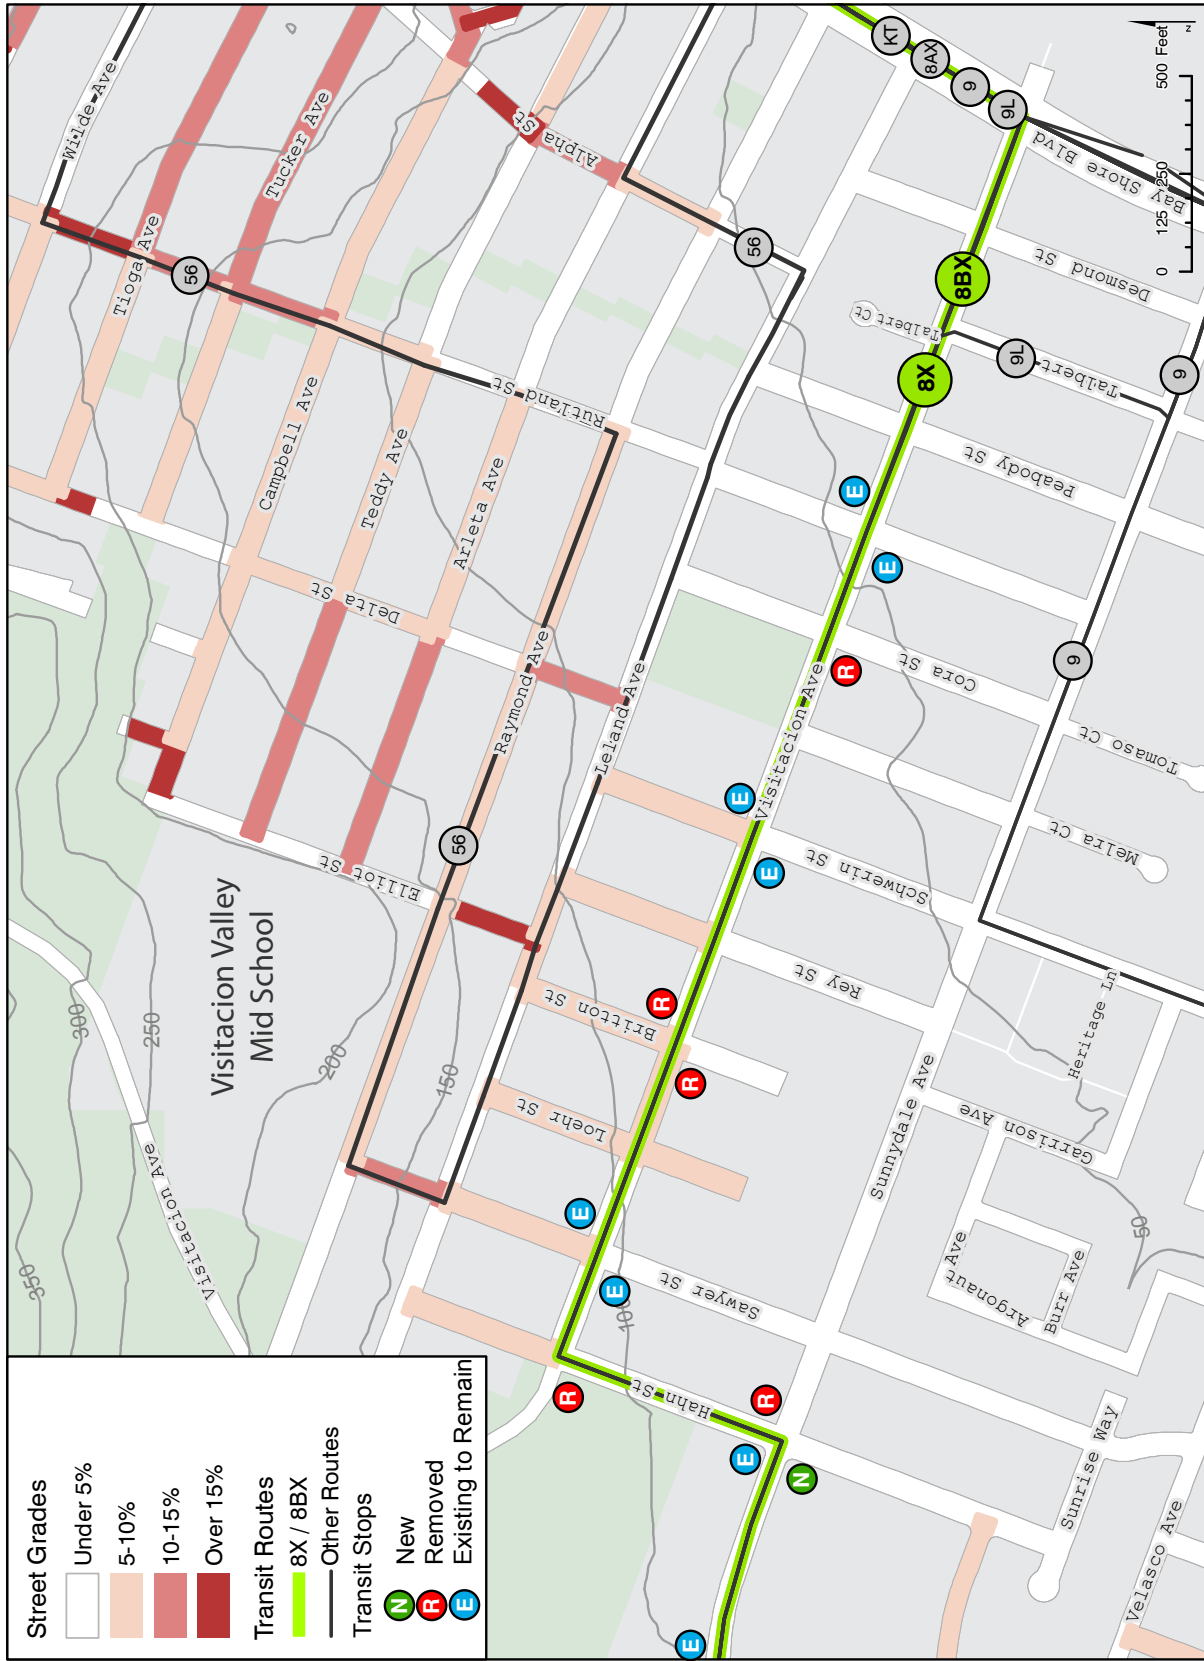 Street Grades
Under 5%
5-10%
10-15%
Over 15%
Transit Routes
8X / 8BX
Other Routes
Transit Stops
N New
R Removed
E Existing to Remain
Visitacion Valley
Mid School
Wilde Ave
Tioga Ave
Tucker Ave
Campbell Ave
Teddy Ave
Arleta Ave
Raymond Ave
Leland Ave
Visitacion Ave
Visitacion Ave
Sunnydale Ave
Velasco Ave
Sunrise Way
Argonaut Ave
Burr Ave
Garrison Ave
Heritage Ln
Alpha St
Rutland St
Delta St
Elliot St
Britton St
Loehr St
Sawyer St
Hahn St
Rey St
Schwerin St
Cora St
Peabody St
Talbert Ct
Talbert
Desmond St
Bay Shore Blvd
Tomaso Ct
Melra Ct
350
300
250
200
150
100
50
56
56
56
KT
8AX
9
9L
8BX
8X
9L
9
9
E
E
R
E
E
R
R
E
E
R
R
E
N
E
0 125 250 500 Feet
N